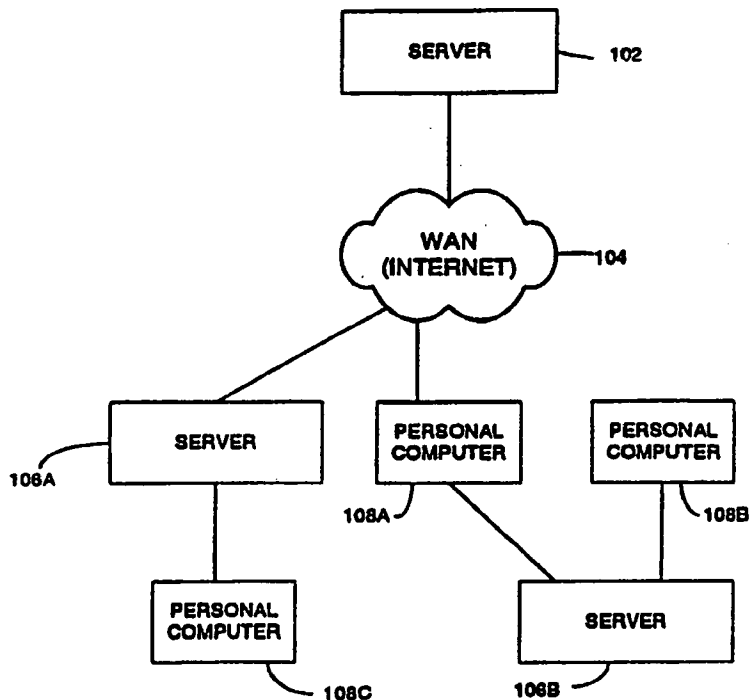 SERVER
102
WAN
(INTERNET)
104
SERVER
PERSONAL
COMPUTER
PERSONAL
COMPUTER
106A
108A
108B
PERSONAL
COMPUTER
SERVER
108C
106B